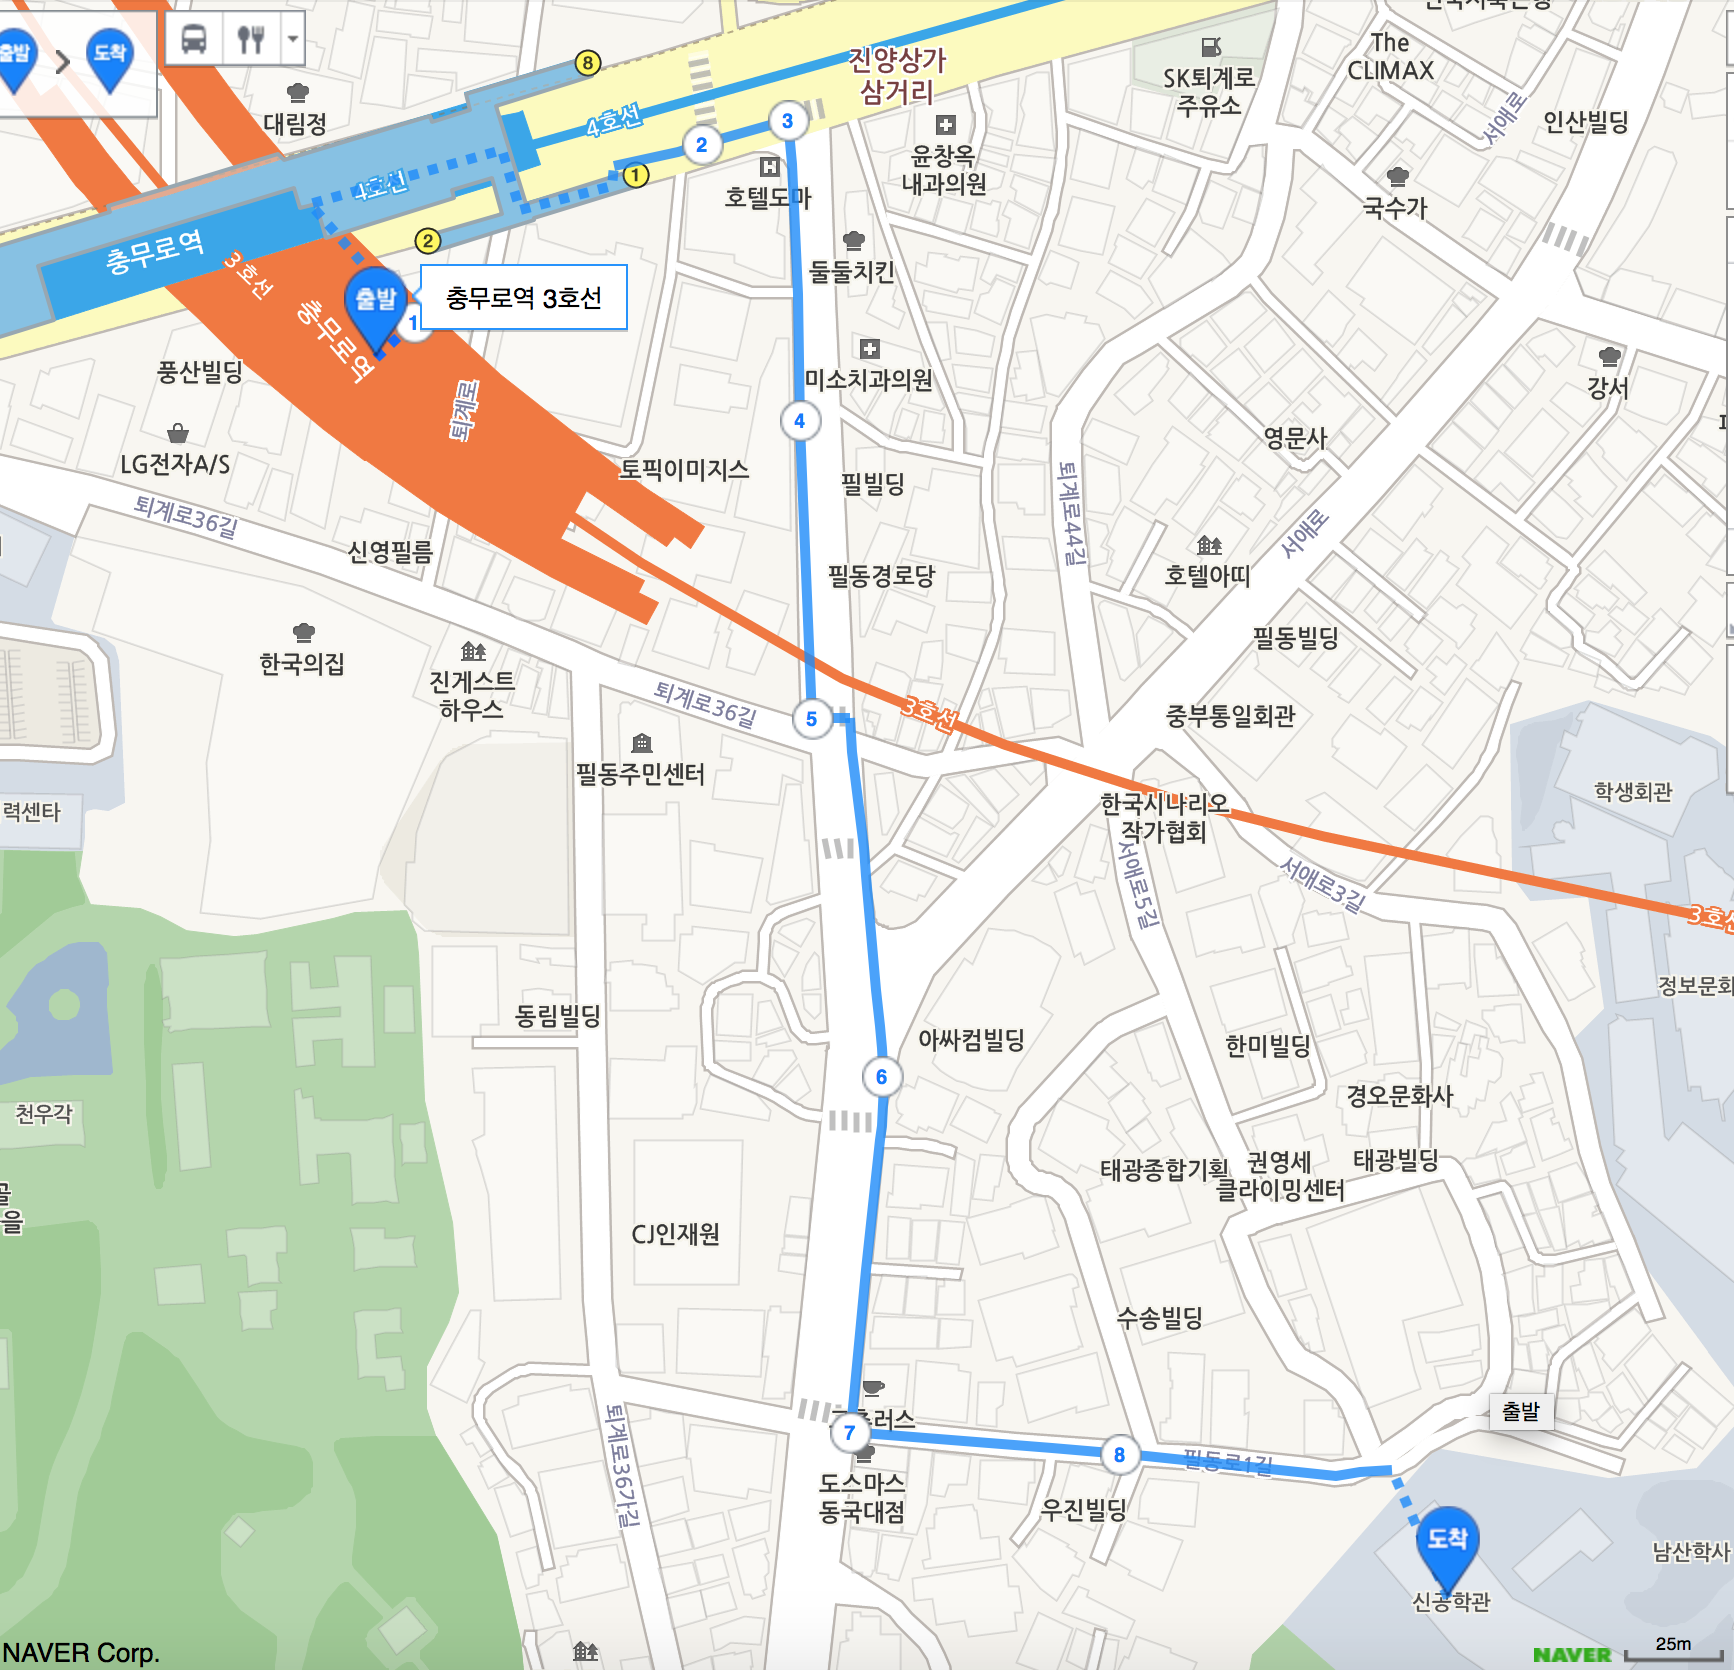 출발
도착
8
대림정
4호선
진양상가
삼거리
SK퇴계로
주유소
The
CLIMAX
서애로
인산빌딩
2
3
1
호텔도마
윤창옥
내과의원
국수가
4호선
충무로역
3호선
2
둘둘치킨
출발
충무로역 3호선
1
충무로역
풍산빌딩
퇴계로
미소치과의원
강서
4
영문사
LG전자A/S
토픽이미지스
필빌딩
퇴계로44길
퇴계로36길
신영필름
서애로
필동경로당
호텔아띠
한국의집
진게스트
하우스
필동빌딩
퇴계로36길
5
3호선
중부통일회관
필동주민센터
학생회관
력센타
한국시나리오
작가협회
서애로5길
서애로3길
3호선
정보문화
동림빌딩
아싸컴빌딩
한미빌딩
6
경오문화사
천우각
을
태광종합기획
권영세
클라이밍센터
태광빌딩
CJ인재원
수송빌딩
출발
러스
7
8
필동로1길
퇴계로36가길
도스마스
동국대점
우진빌딩
도착
남산학사
신공학관
NAVER Corp.
NAVER
25m